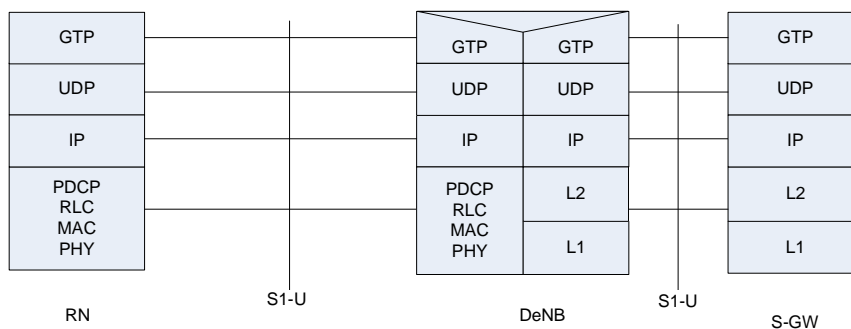 GTP
UDP
IP
PDCP
RLC
MAC
PHY
RN
S1-U
GTP
GTP
UDP
UDP
IP
IP
PDCP
RLC
MAC
PHY
L2
L1
DeNB
S1-U
GTP
UDP
IP
L2
L1
S-GW